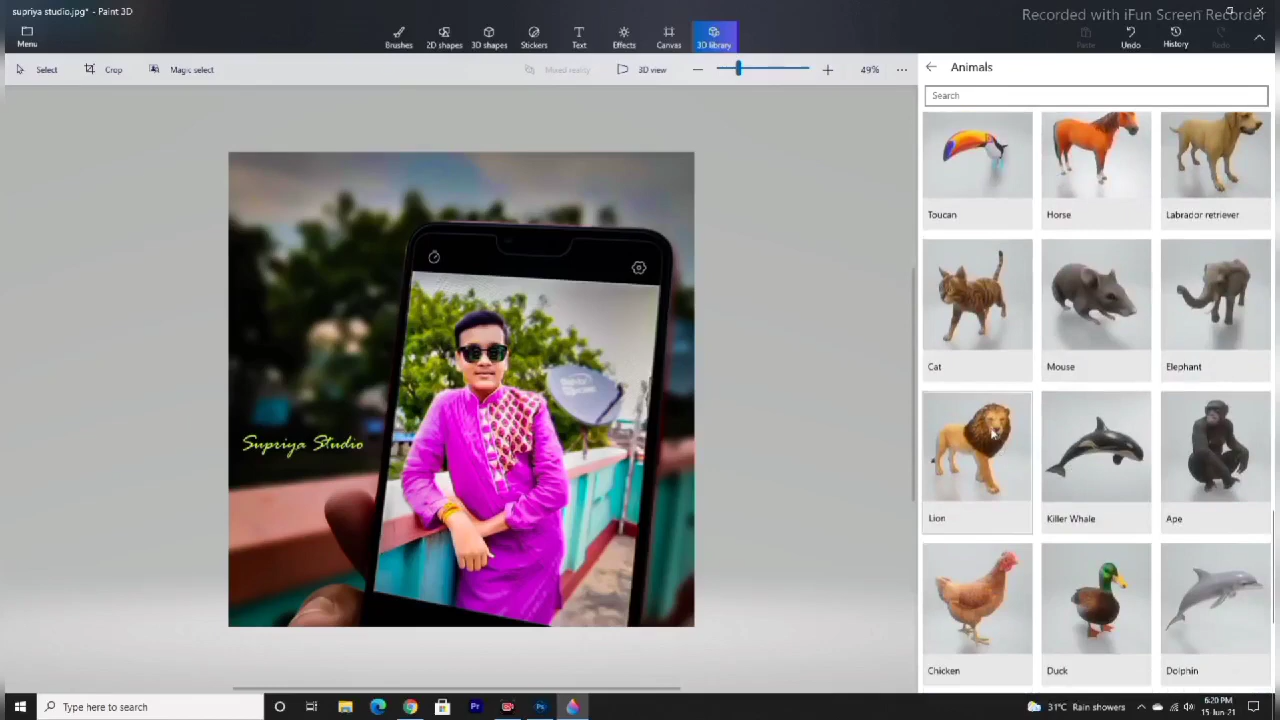 supriya studio.jpg* - Paint 3D
Recorded with iFun Screen Recorder
Menu
Brushes
2D shapes
3D shapes
Stickers
Text
Effects
Canvas
3D library
Paste
Undo
History
Redo
Select
Crop
Magic select
Mixed reality
3D view
49%
Animals
Search
Toucan
Horse
Labrador retriever
Cat
Mouse
Elephant
Lion
Killer Whale
Ape
Chicken
Duck
Dolphin
Supriya Studio
Type here to search
31°C Rain showers
6:20 PM
15-Jun-21